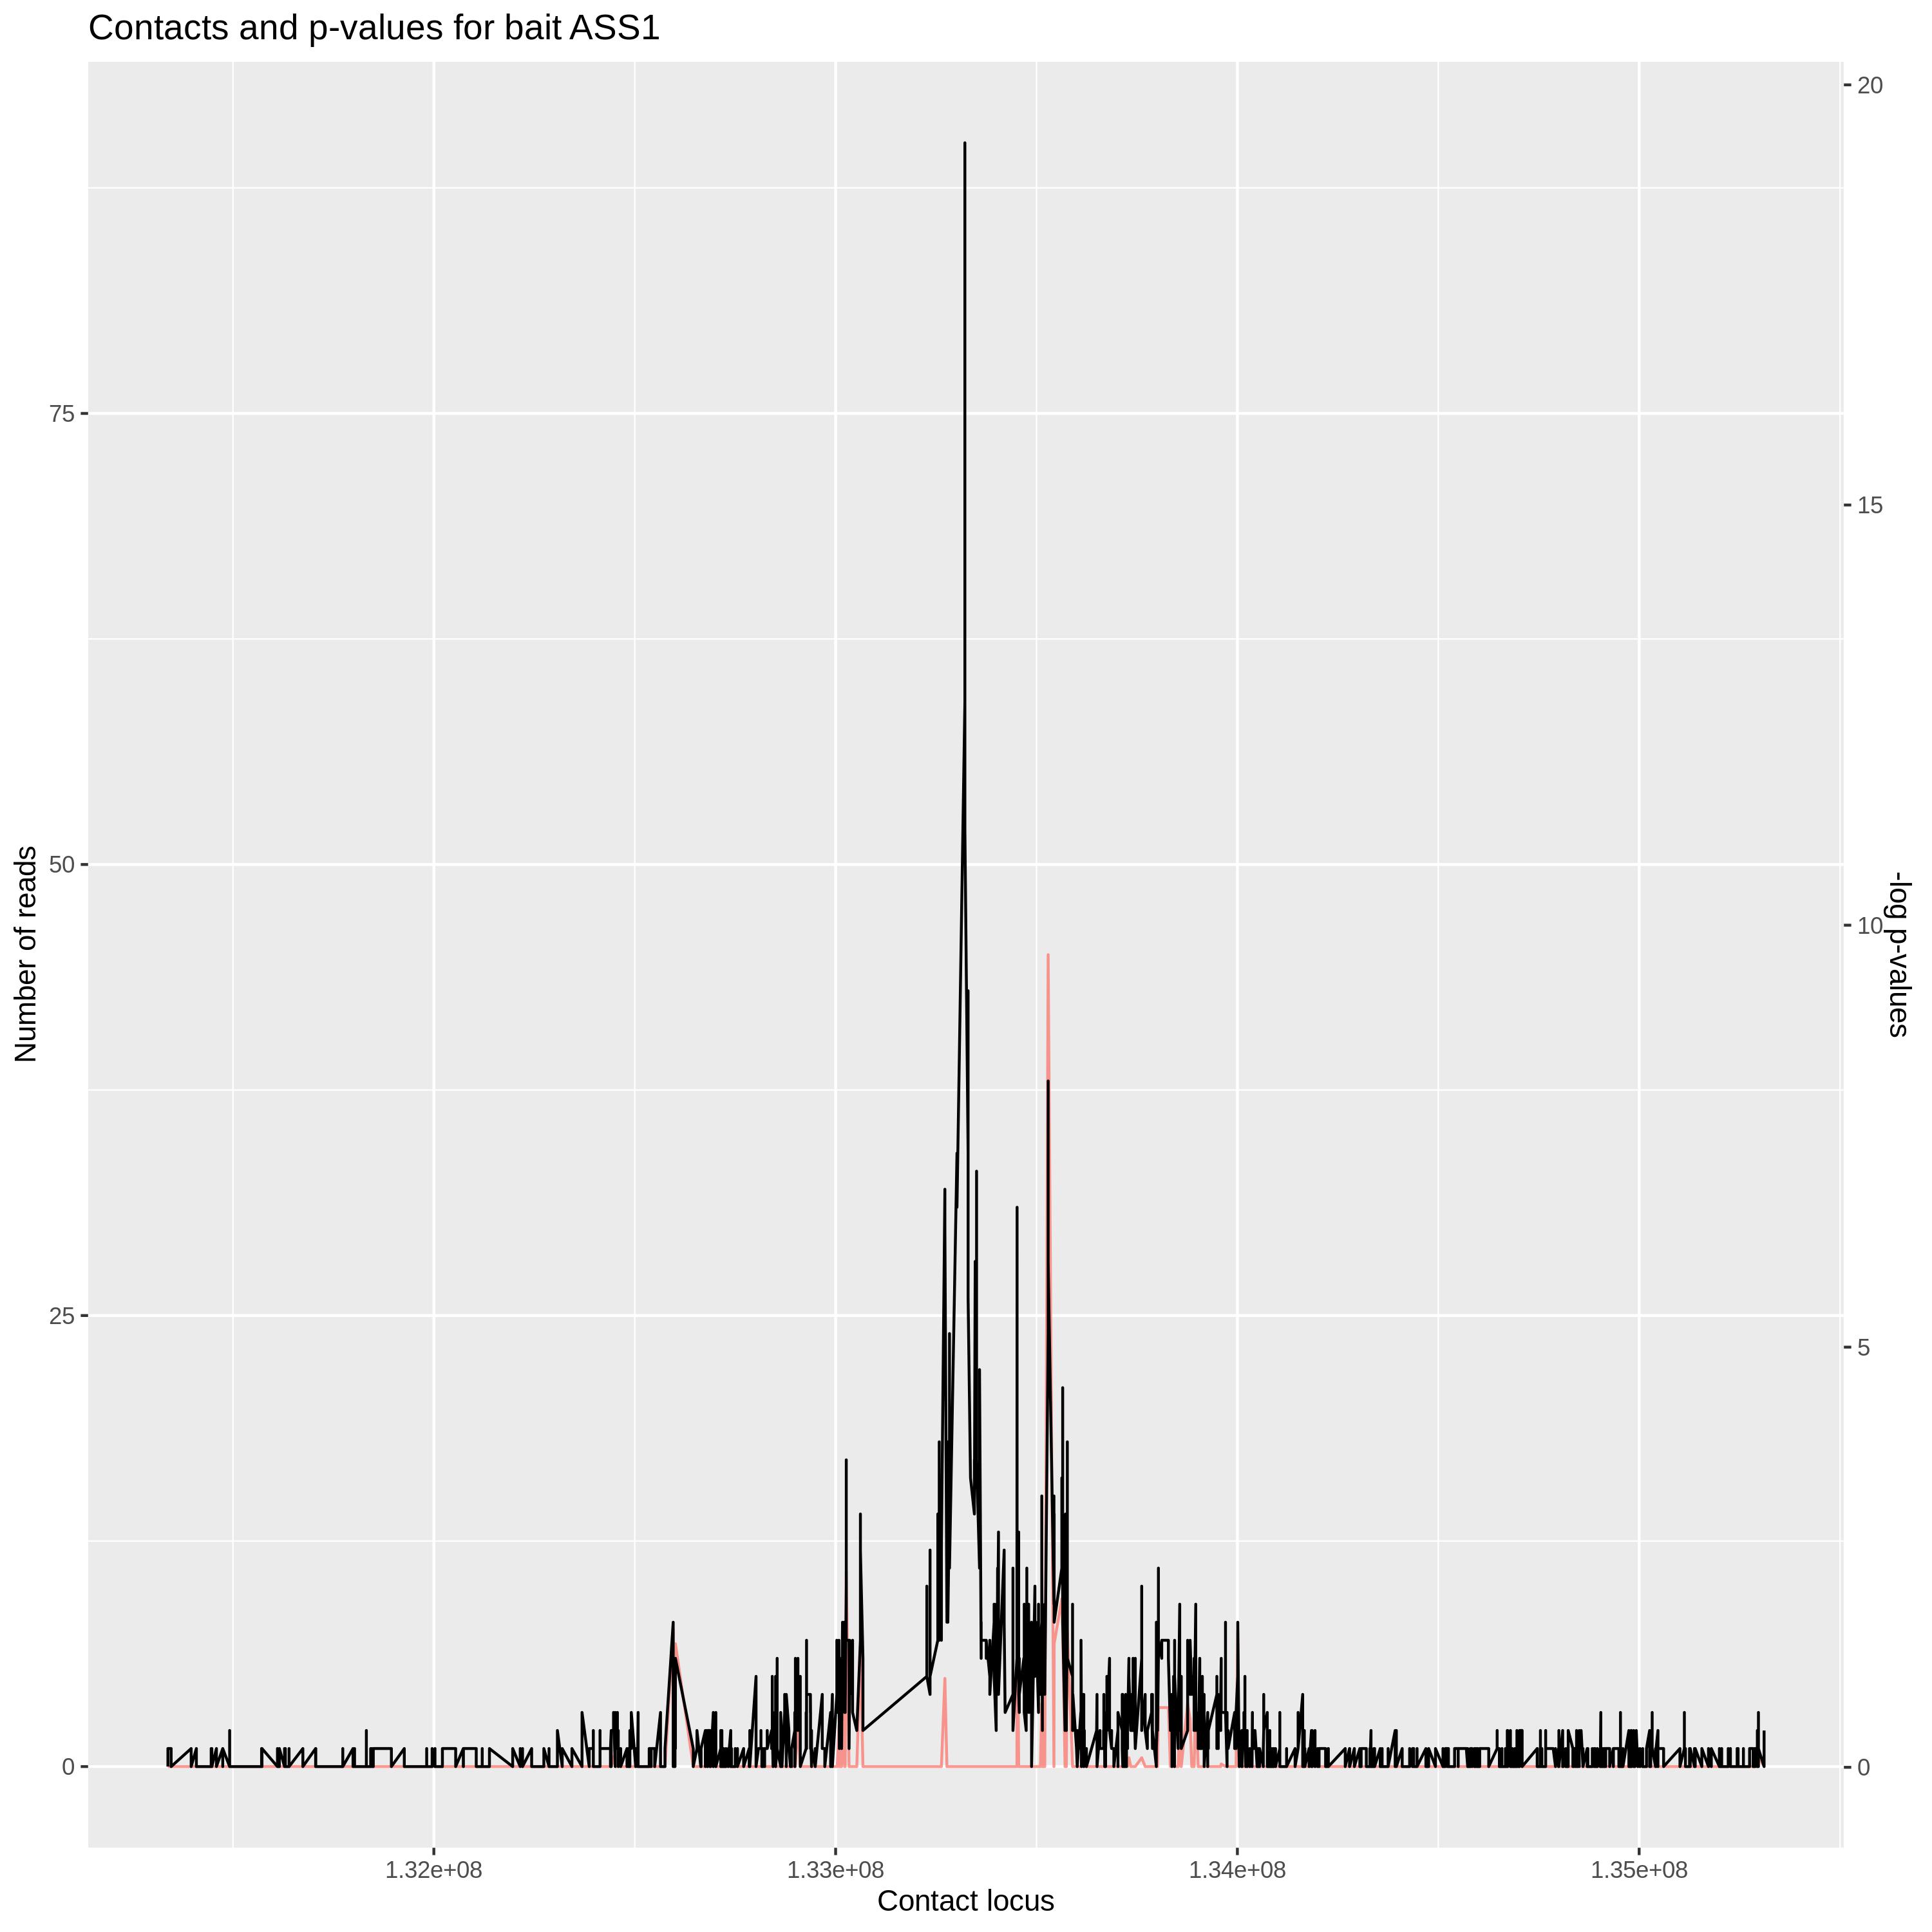 Contacts and p-values for bait ASS1
Number of reads
75
50
25
0
20
15
10
5
0
-log p-values
1.32e+08
1.33e+08
1.34e+08
1.35e+08
Contact locus